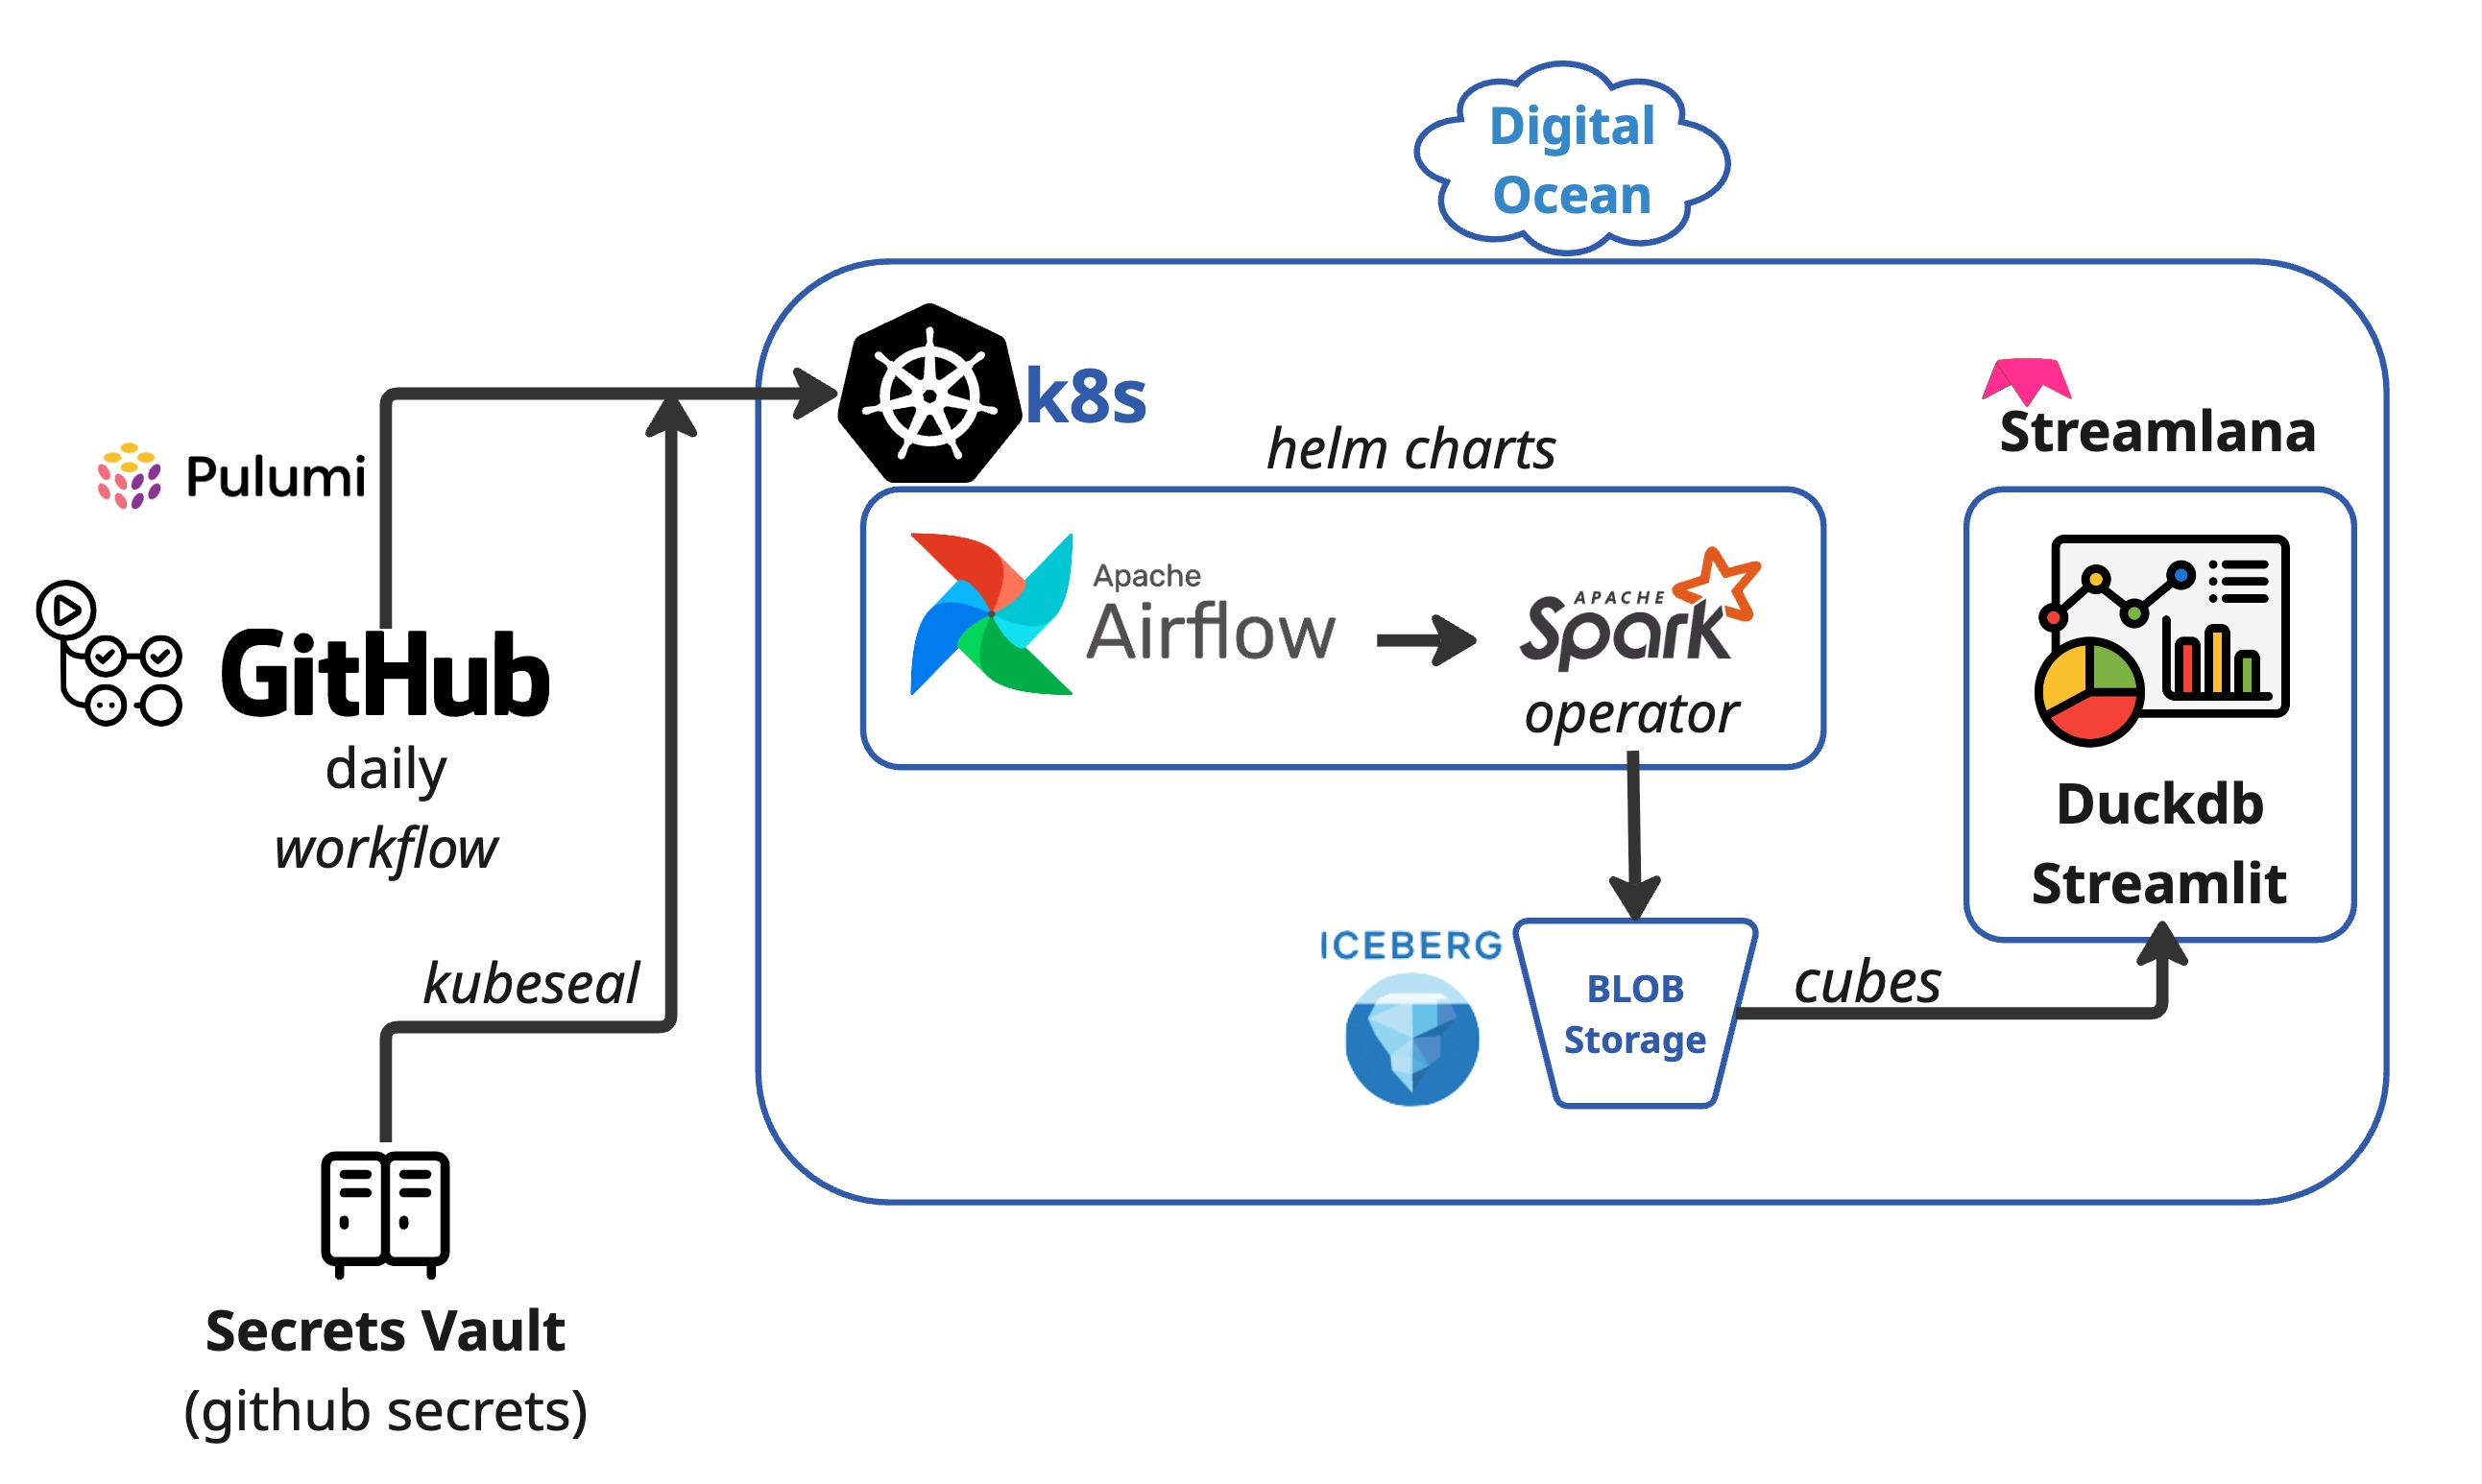 Digital
Ocean
k8s
helm charts
Streamlana
Pulumi
Apache
Airflow
APACHE
Spark
operator
GitHub
daily
workflow
Duckdb
Streamlit
ICEBERG
BLOB
Storage
cubes
kubeseal
Secrets Vault
(github secrets)